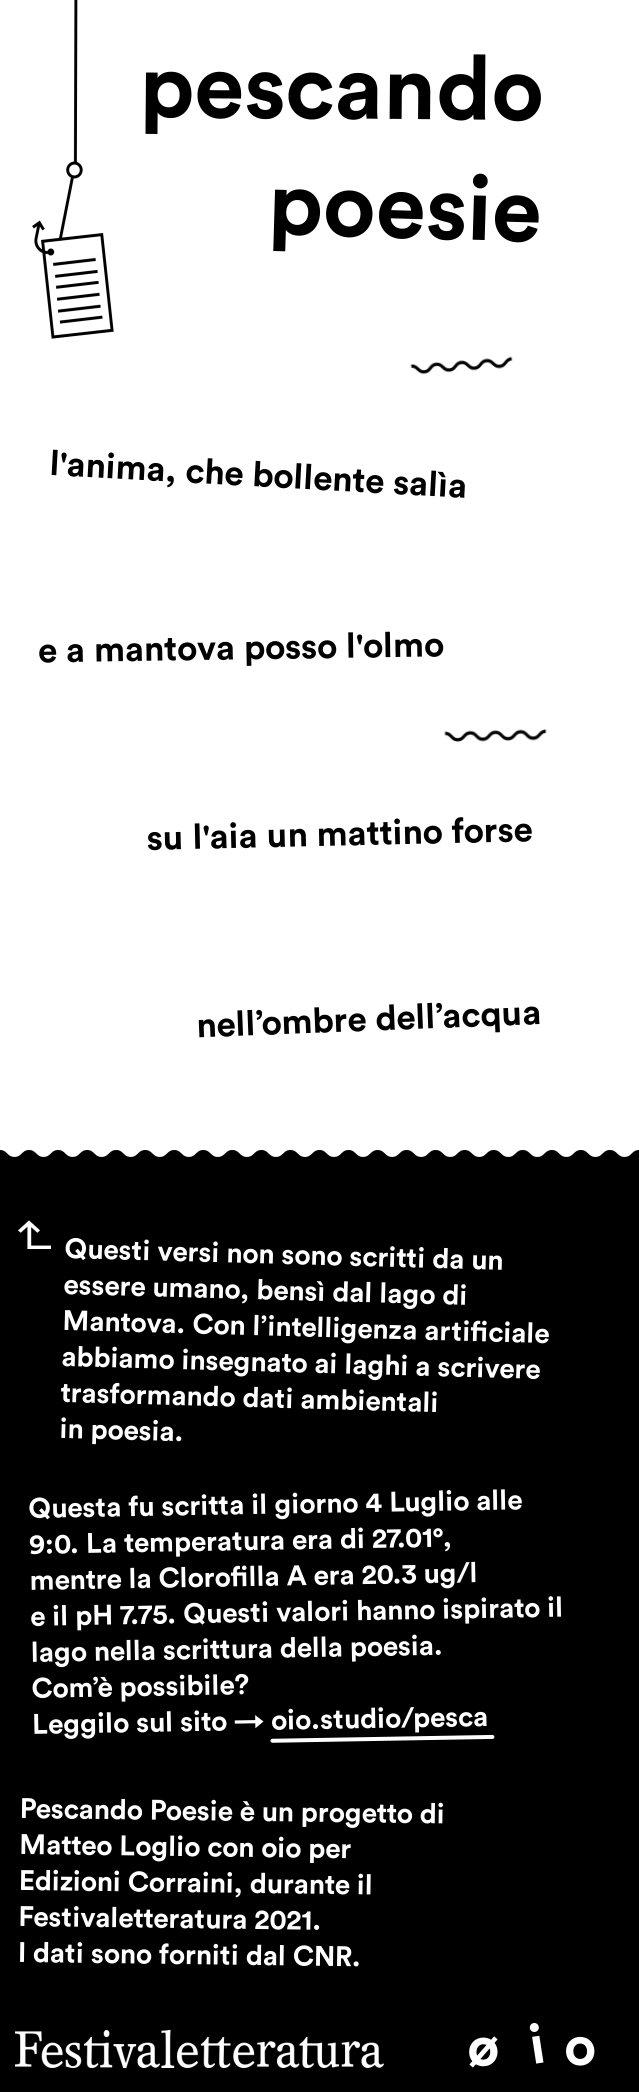 pescando
poesie
l'anima, che bollente salìa
e a mantova posso l'olmo
su l'aia un mattino forse
nell’ombre dell’acqua
Questi versi non sono scritti da un
essere umano, bensì dal lago di
Mantova. Con l’intelligenza artificiale
abbiamo insegnato ai laghi a scrivere
trasformando dati ambientali
in poesia.
Questa fu scritta il giorno 4 Luglio alle
9:0. La temperatura era di 27.01°,
mentre la Clorofilla A era 20.3 ug/l
e il pH 7.75. Questi valori hanno ispirato il
lago nella scrittura della poesia.
Com’è possibile?
Leggilo sul sito → oio.studio/pesca
Pescando Poesie è un progetto di
Matteo Loglio con oio per
Edizioni Corraini, durante il
Festivaletteratura 2021.
I dati sono forniti dal CNR.
Festivaletteratura ø i o